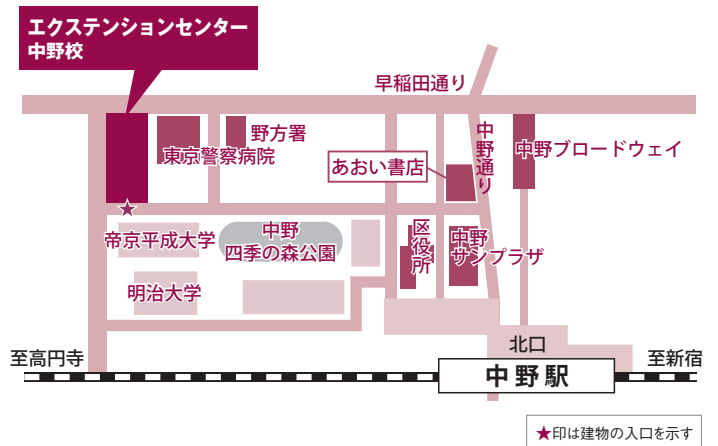 エクステンションセンター
中野校
早稲田通り
野方署
東京警察病院
中野通り
中野ブロードウェイ
あおい書店
帝京平成大学
中野
四季の森公園
区役所
中野
サンプラザ
明治大学
北口
至高円寺
中野駅
至新宿
★印は建物の入口を示す